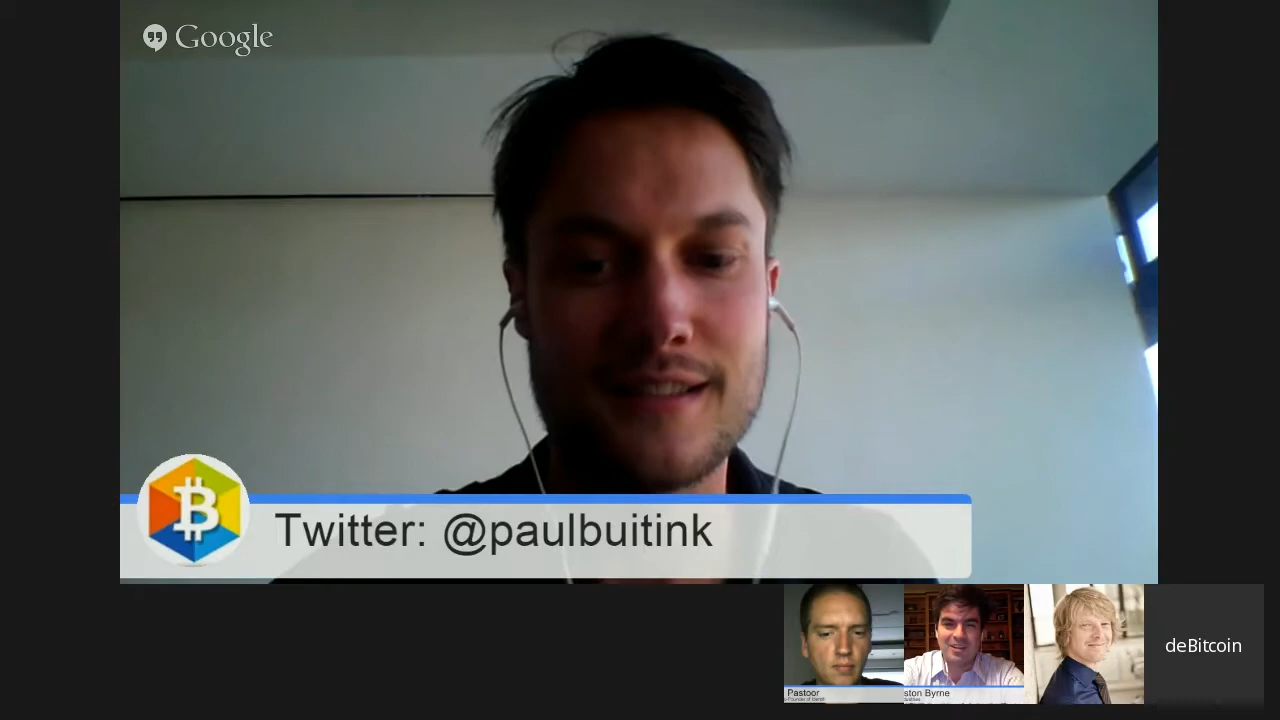 Google
Twitter: @paulbuitink
Pastoor
ston Byrne
deBitcoin